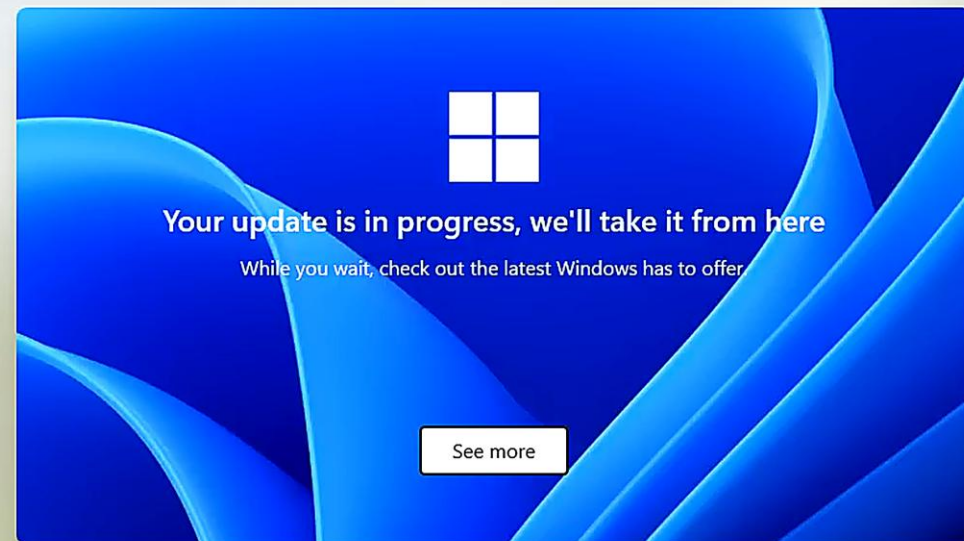 Your update is in progress, we'll take it from here
While you wait, check out the latest Windows has to offer.
See more